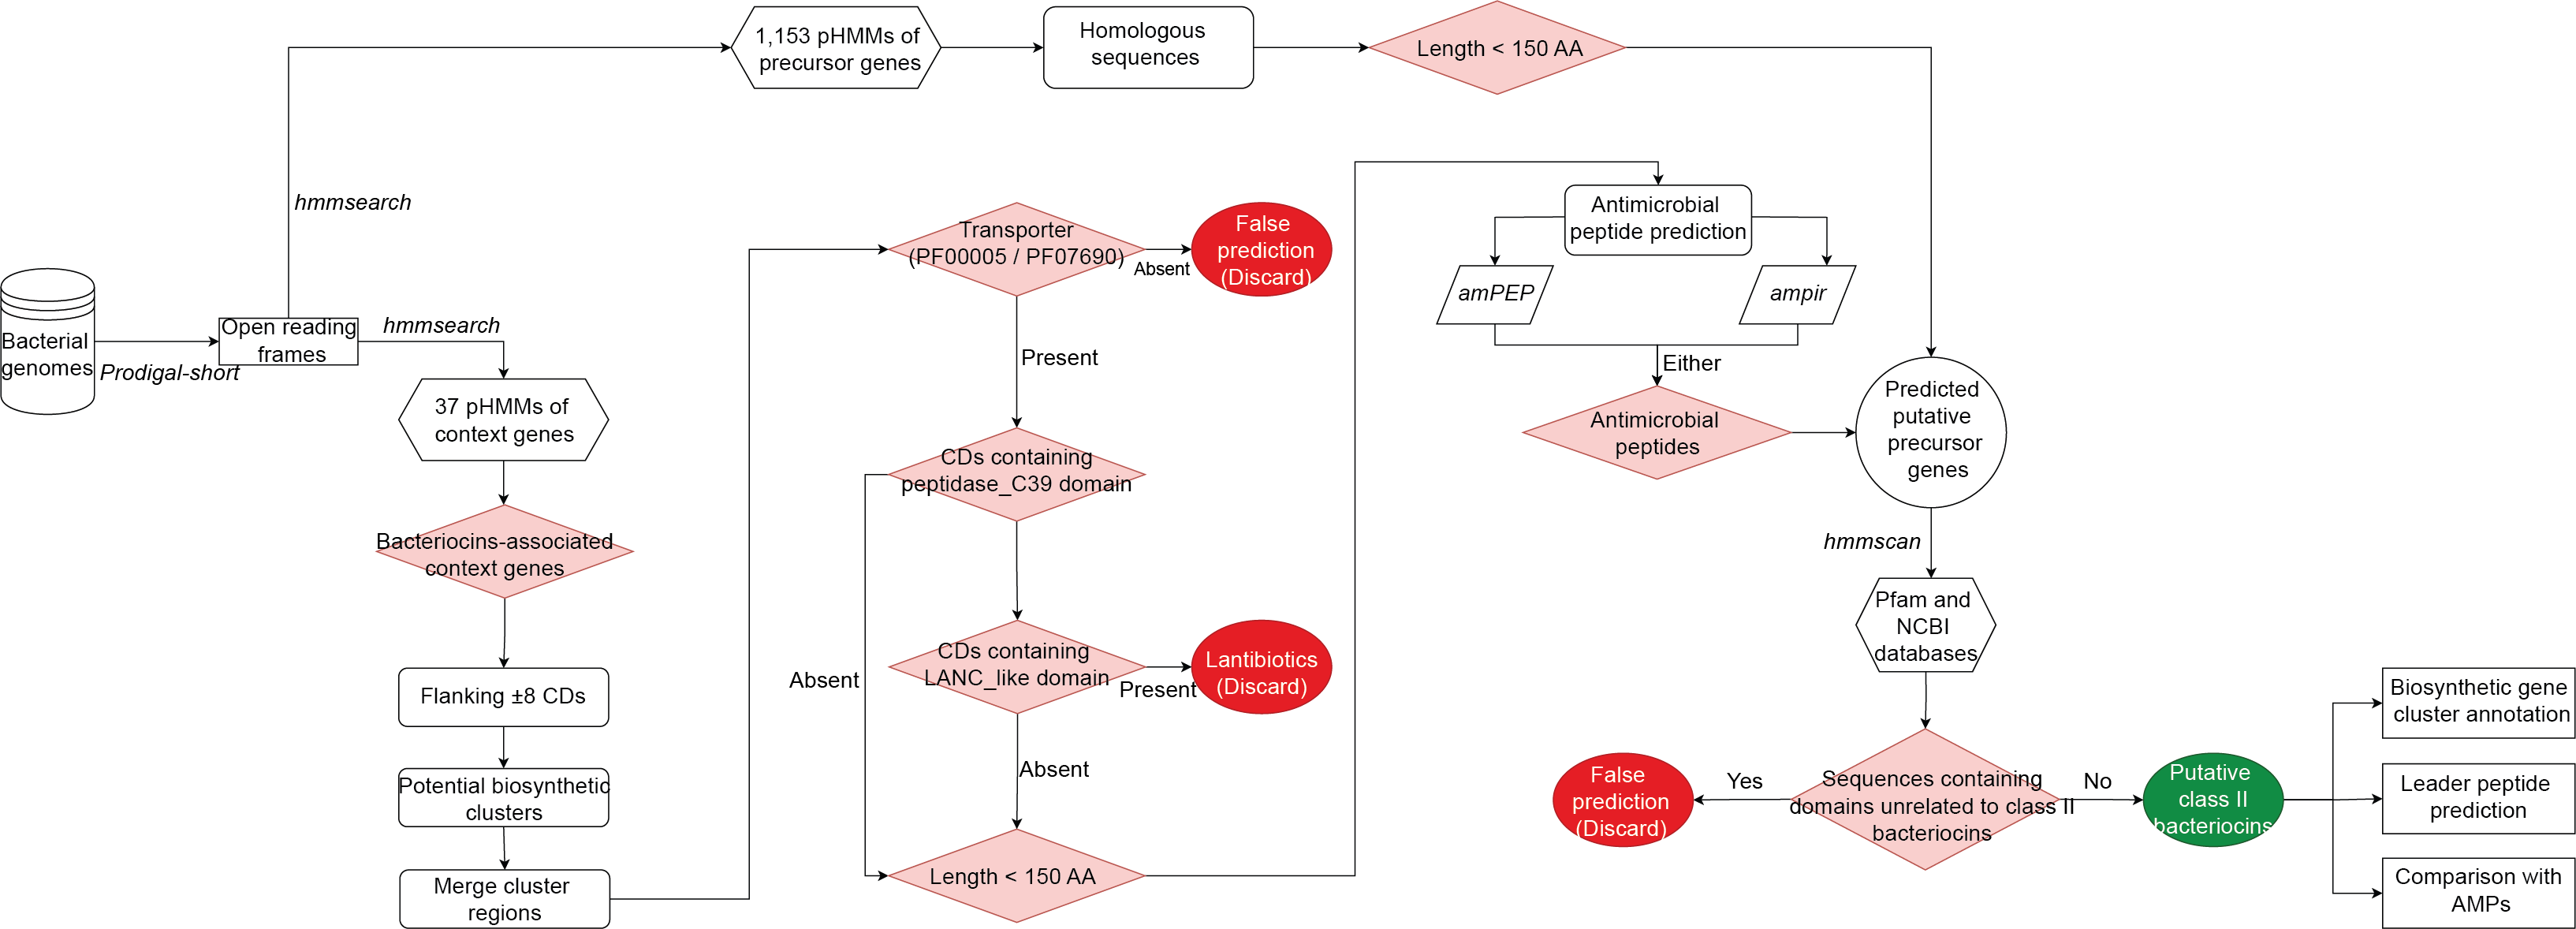 1,153 pHMMs of
precursor genes
Homologous
sequences
Length < 150 AA
hmmsearch
Bacterial
genomes
Prodigal-short
Open reading
frames
hmmsearch
37 pHMMs of
context genes
Bacteriocins-associated
context genes
Flanking ±8 CDs
Potential biosynthetic
clusters
Merge cluster
regions
Transporter
(PF00005 / PF07690)
Absent
False
prediction
(Discard)
Present
CDs containing
peptidase_C39 domain
Absent
CDs containing
LANC_like domain
Present
Lantibiotics
(Discard)
Absent
Length < 150 AA
Antimicrobial
peptide prediction
amPEP
ampir
Either
Antimicrobial
peptides
Predicted
putative
precursor
genes
hmmscan
Pfam and
NCBI
databases
Sequences containing
domains unrelated to class II
bacteriocins
Yes
False
prediction
(Discard)
No
Putative
class II
bacteriocins
Biosynthetic gene
cluster annotation
Leader peptide
prediction
Comparison with
AMPs